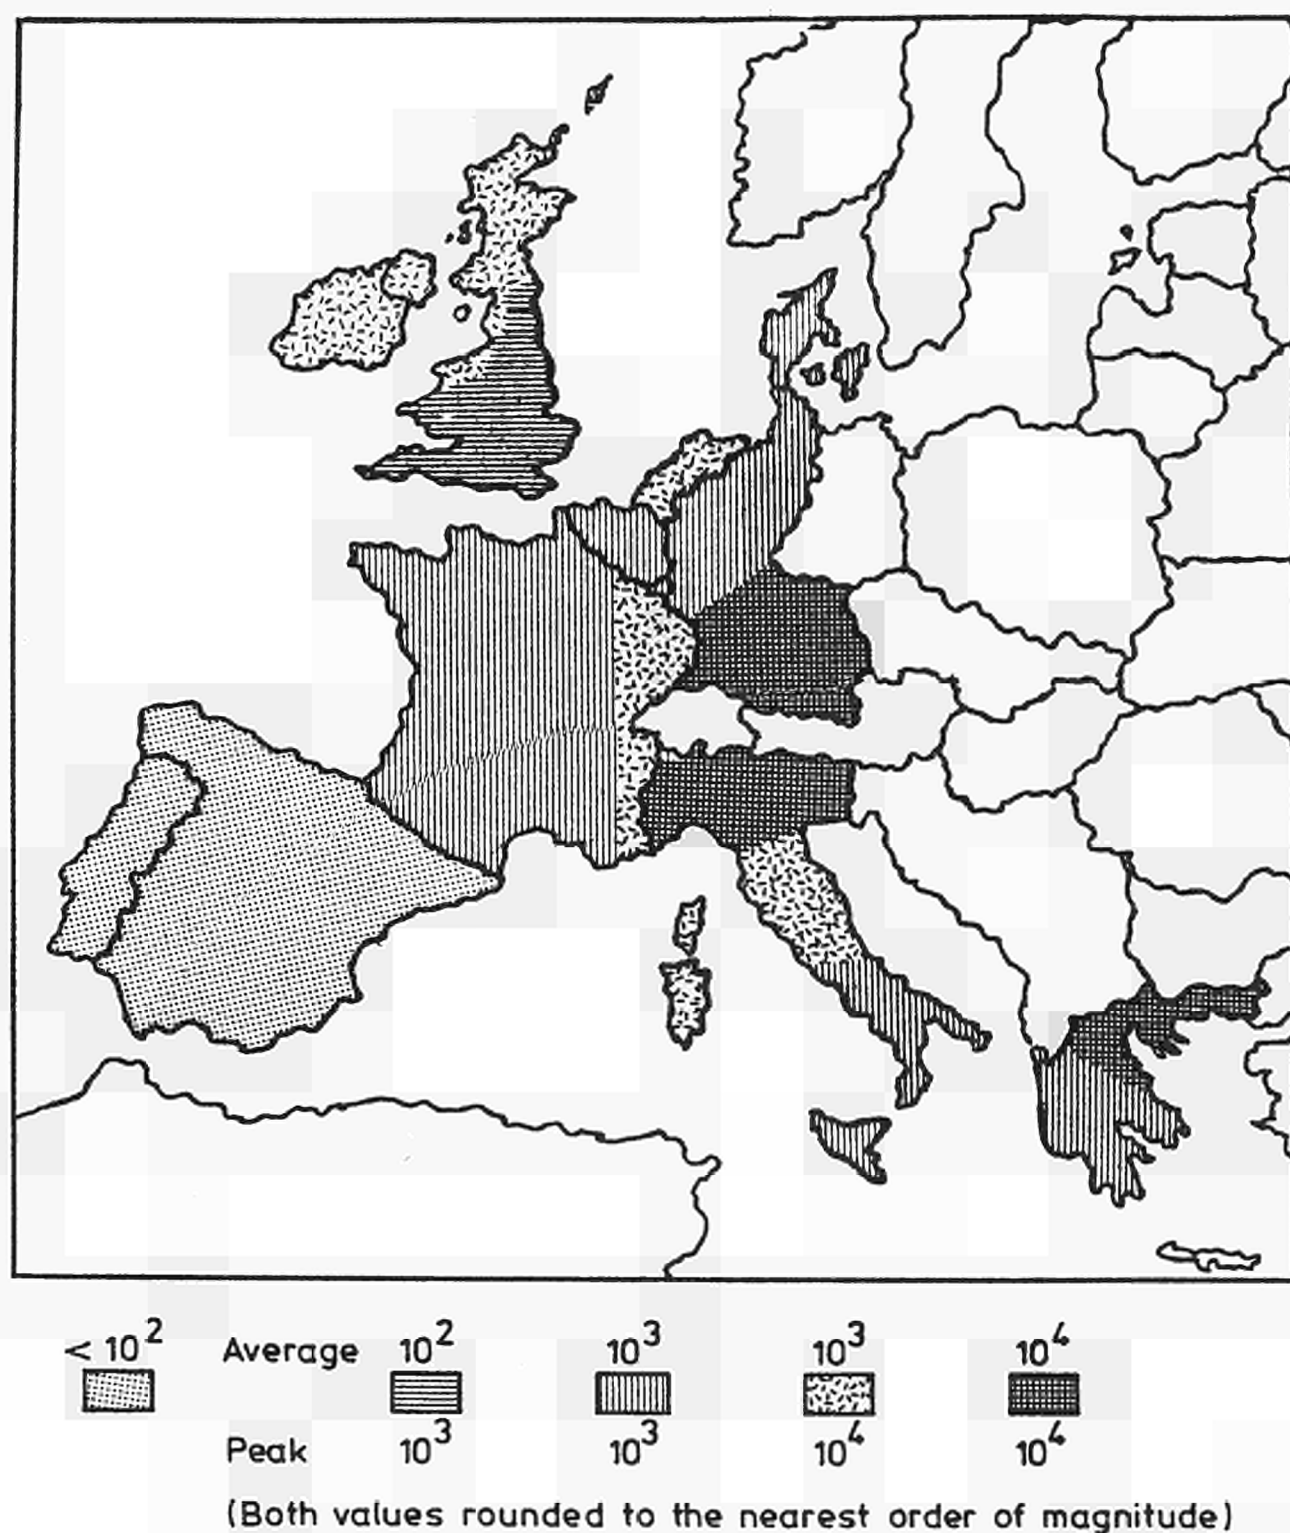 < 10² Average 10² 10³ 10³ 10⁴
Peak 10³ 10³ 10⁴ 10⁴
(Both values rounded to the nearest order of magnitude)